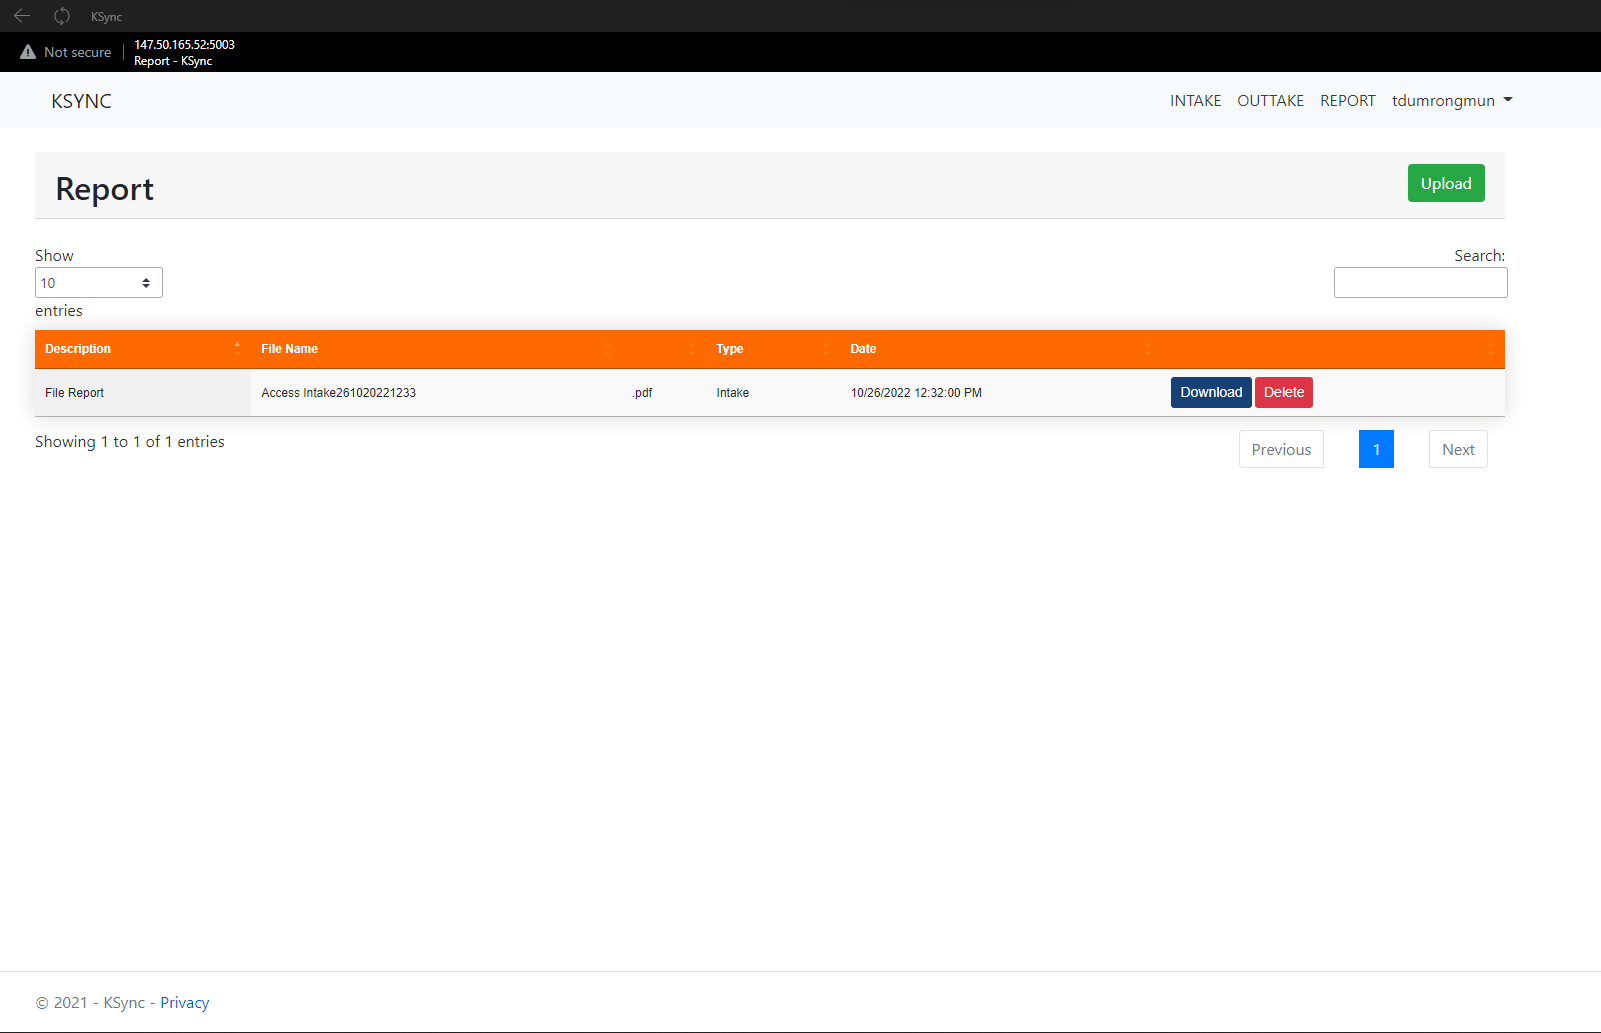 KSync
Not secure
147.50.165.52:5003
Report - KSync
KSYNC INTAKE OUTTAKE REPORT tdumrongmun
Report Upload
Show Search:
10
entries
Description File Name Type Date
File Report Access Intake261020221233 .pdf Intake 10/26/2022 12:32:00 PM Download Delete
Showing 1 to 1 of 1 entries Previous 1 Next
© 2021 - KSync - Privacy